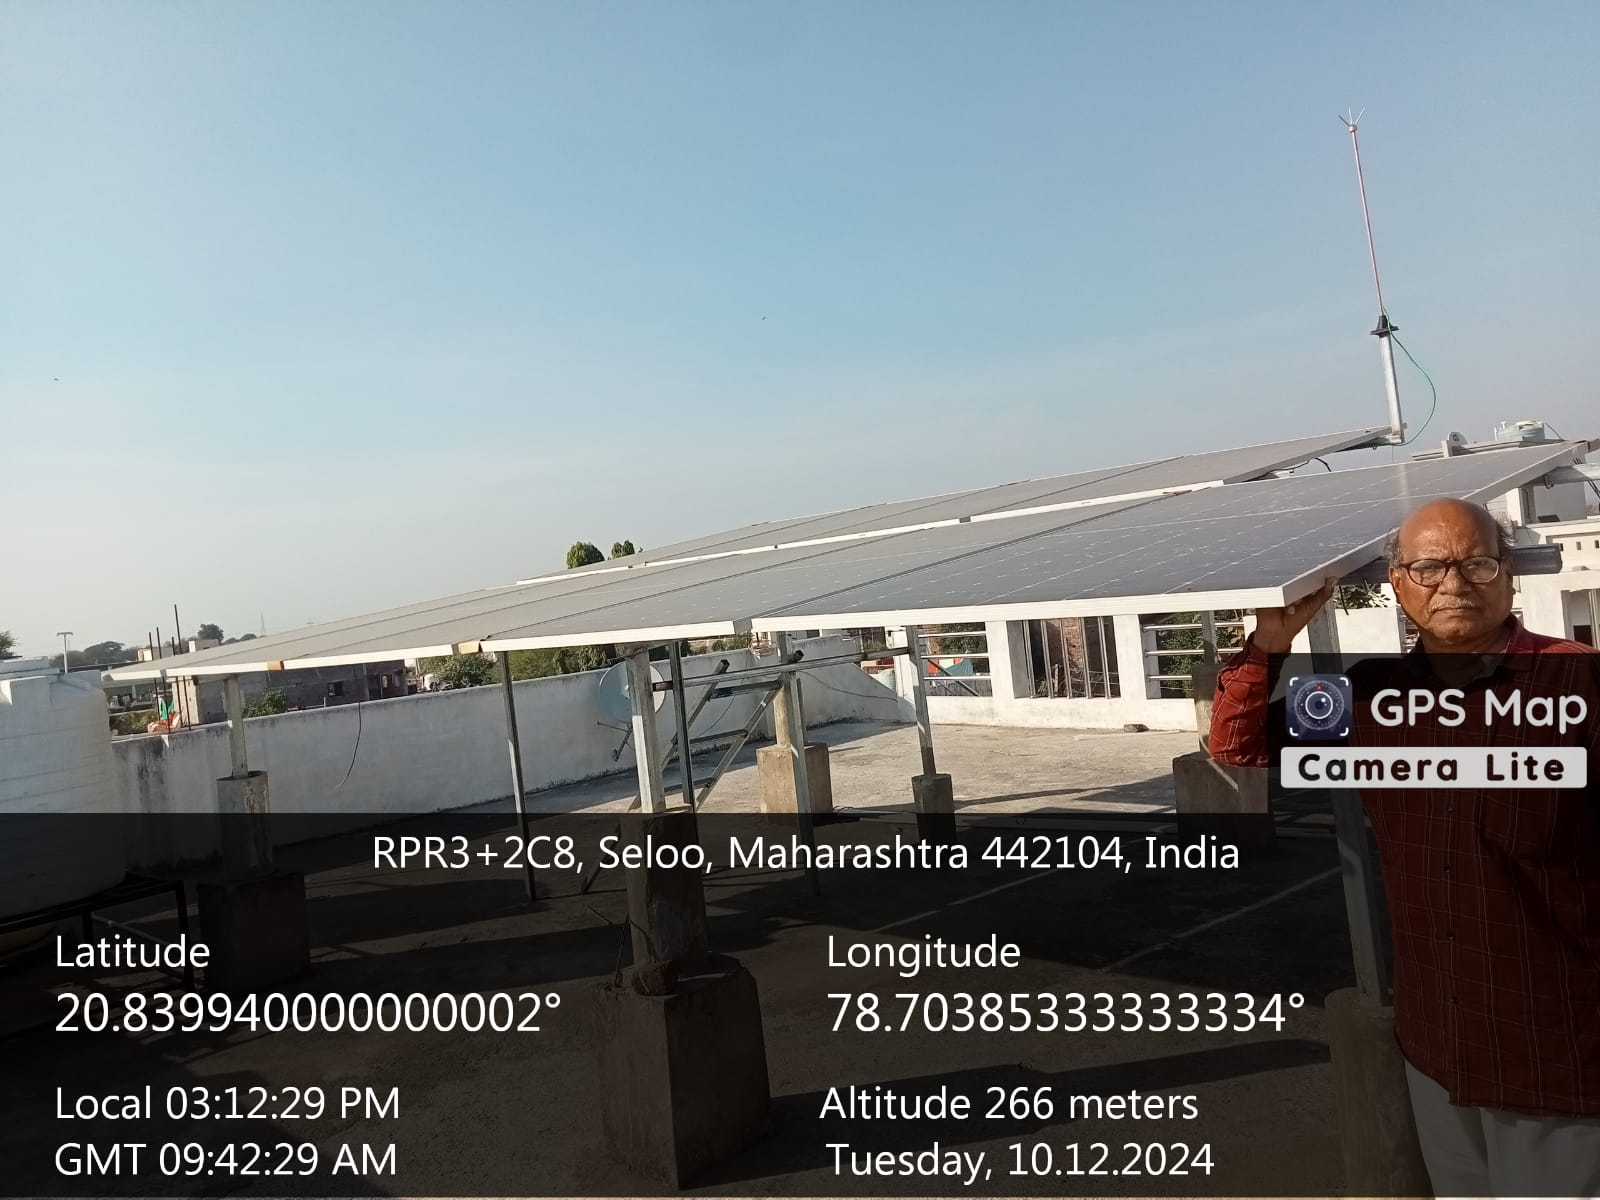 GPS Map
Camera Lite
RPR3+2C8, Seloo, Maharashtra 442104, India
Latitude
20.839940000000002°
Longitude
78.70385333333334°
Local 03:12:29 PM
GMT 09:42:29 AM
Altitude 266 meters
Tuesday, 10.12.2024